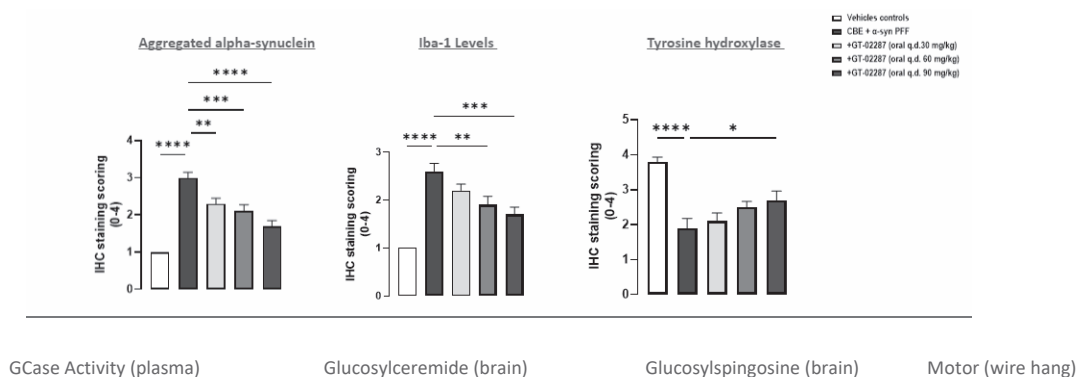 Vehicles controls
CBE + α-syn PFF
+GT-02287 (oral q.d.30 mg/kg)
+GT-02287 (oral q.d. 60 mg/kg)
+GT-02287 (oral q.d. 90 mg/kg)
Aggregated alpha-synuclein
Iba-1 Levels
Tyrosine hydroxylase
****
***
**
****
IHC staining scoring
(0-4)
4
3
2
1
0
***
**** **
IHC staining scoring
(0-4)
3
2
1
0
**** *
IHC staining scoring
(0-4)
5
4
3
2
1
0
GCase Activity (plasma) Glucosylceremide (brain) Glucosylspingosine (brain) Motor (wire hang)